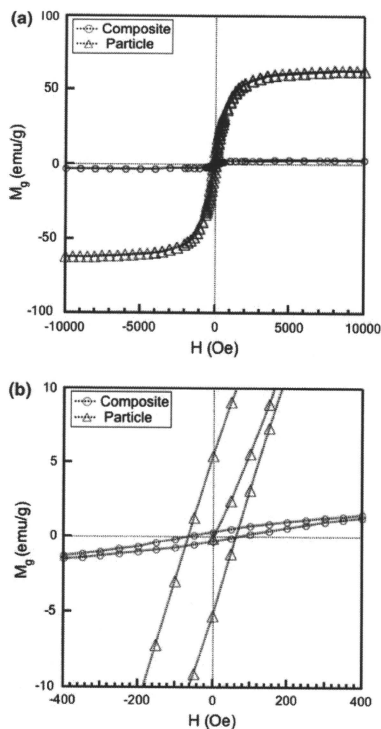 (a)
100
Composite
Particle
50
0
-50
-100
Mg (emu/g)
-10000 -5000 0 5000 10000
H (Oe)
(b)
10
Composite
Particle
5
0
-5
-10
Mg (emu/g)
-400 -200 0 200 400
H (Oe)